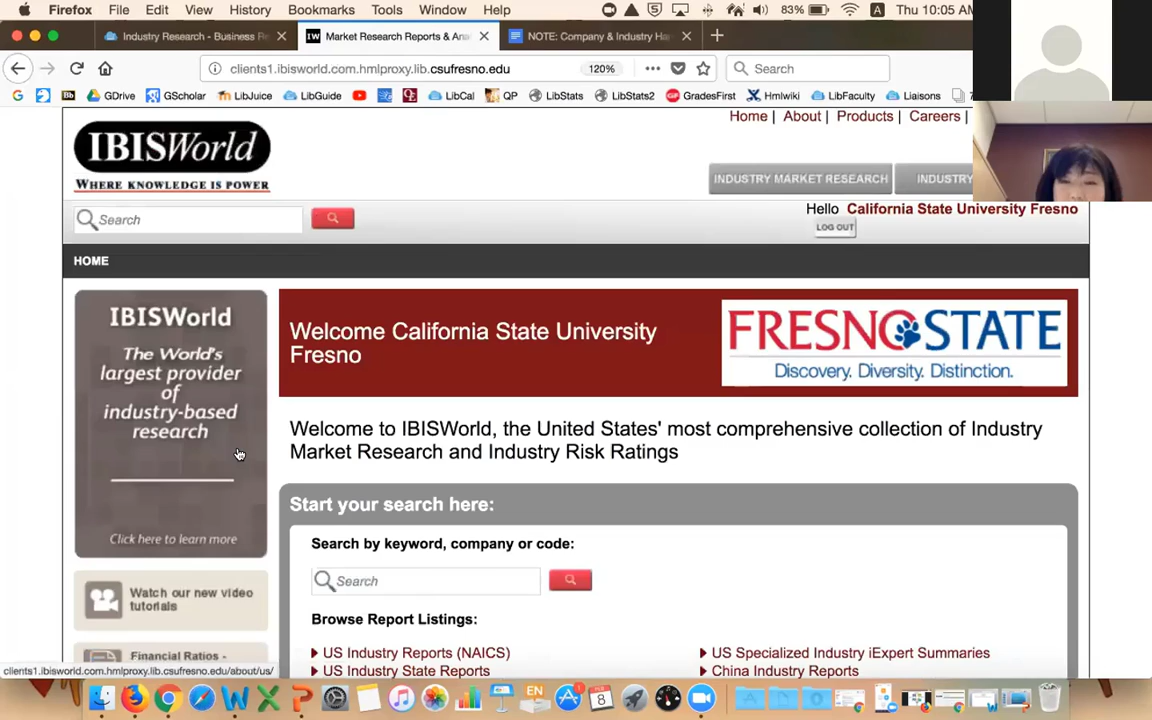 Firefox File Edit View History Bookmarks Tools Window Help 83% A Thu 10:05 AM
Industry Research - Business Re
IW Market Research Reports & Ana
NOTE: Company & Industry Ha
clients1.ibisworld.com.hmlproxy.lib.csufresno.edu 120% Search
GDrive GScholar LibJuice LibGuide LibCal QP LibStats LibStats2 GradesFirst Hmlwiki LibFaculty Liaisons
IBISWorld
WHERE KNOWLEDGE IS POWER
Home | About | Products | Careers |
INDUSTRY MARKET RESEARCH INDUSTRY
Search
Hello California State University Fresno
LOG OUT
HOME
IBISWorld
The World's
largest provider
of
industry-based
research
Click here to learn more
Welcome California State University
Fresno
FRESNO STATE
Discovery. Diversity. Distinction.
Welcome to IBISWorld, the United States' most comprehensive collection of Industry
Market Research and Industry Risk Ratings
Start your search here:
Search by keyword, company or code:
Search
Browse Report Listings:
US Industry Reports (NAICS)
US Specialized Industry iExpert Summaries
US Industry State Reports
China Industry Reports
Watch our new video
tutorials
Financial Ratios -
clients1.ibisworld.com.hmlproxy.lib.csufresno.edu/about/us/